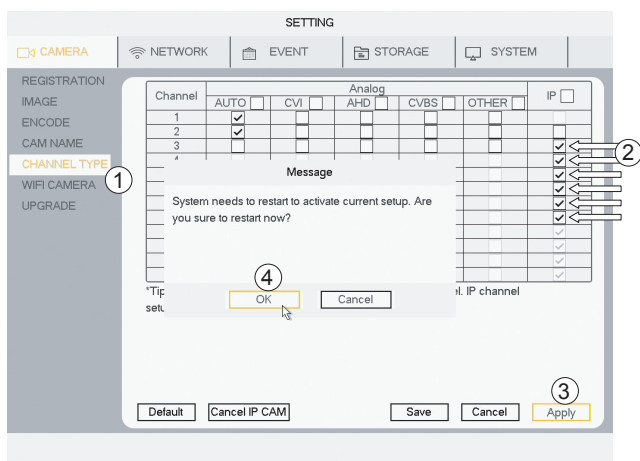 SETTING
CAMERA NETWORK EVENT STORAGE SYSTEM
REGISTRATION
IMAGE
ENCODE
CAM NAME
CHANNEL TYPE
WIFI CAMERA
UPGRADE
1
Channel Analog IP
AUTO CVI AHD CVBS OTHER
1
2
3
2
Message
System needs to restart to activate current setup. Are
you sure to restart now?
4
OK Cancel
IP channel
Default Cancel IP CAM Save Cancel Apply
3